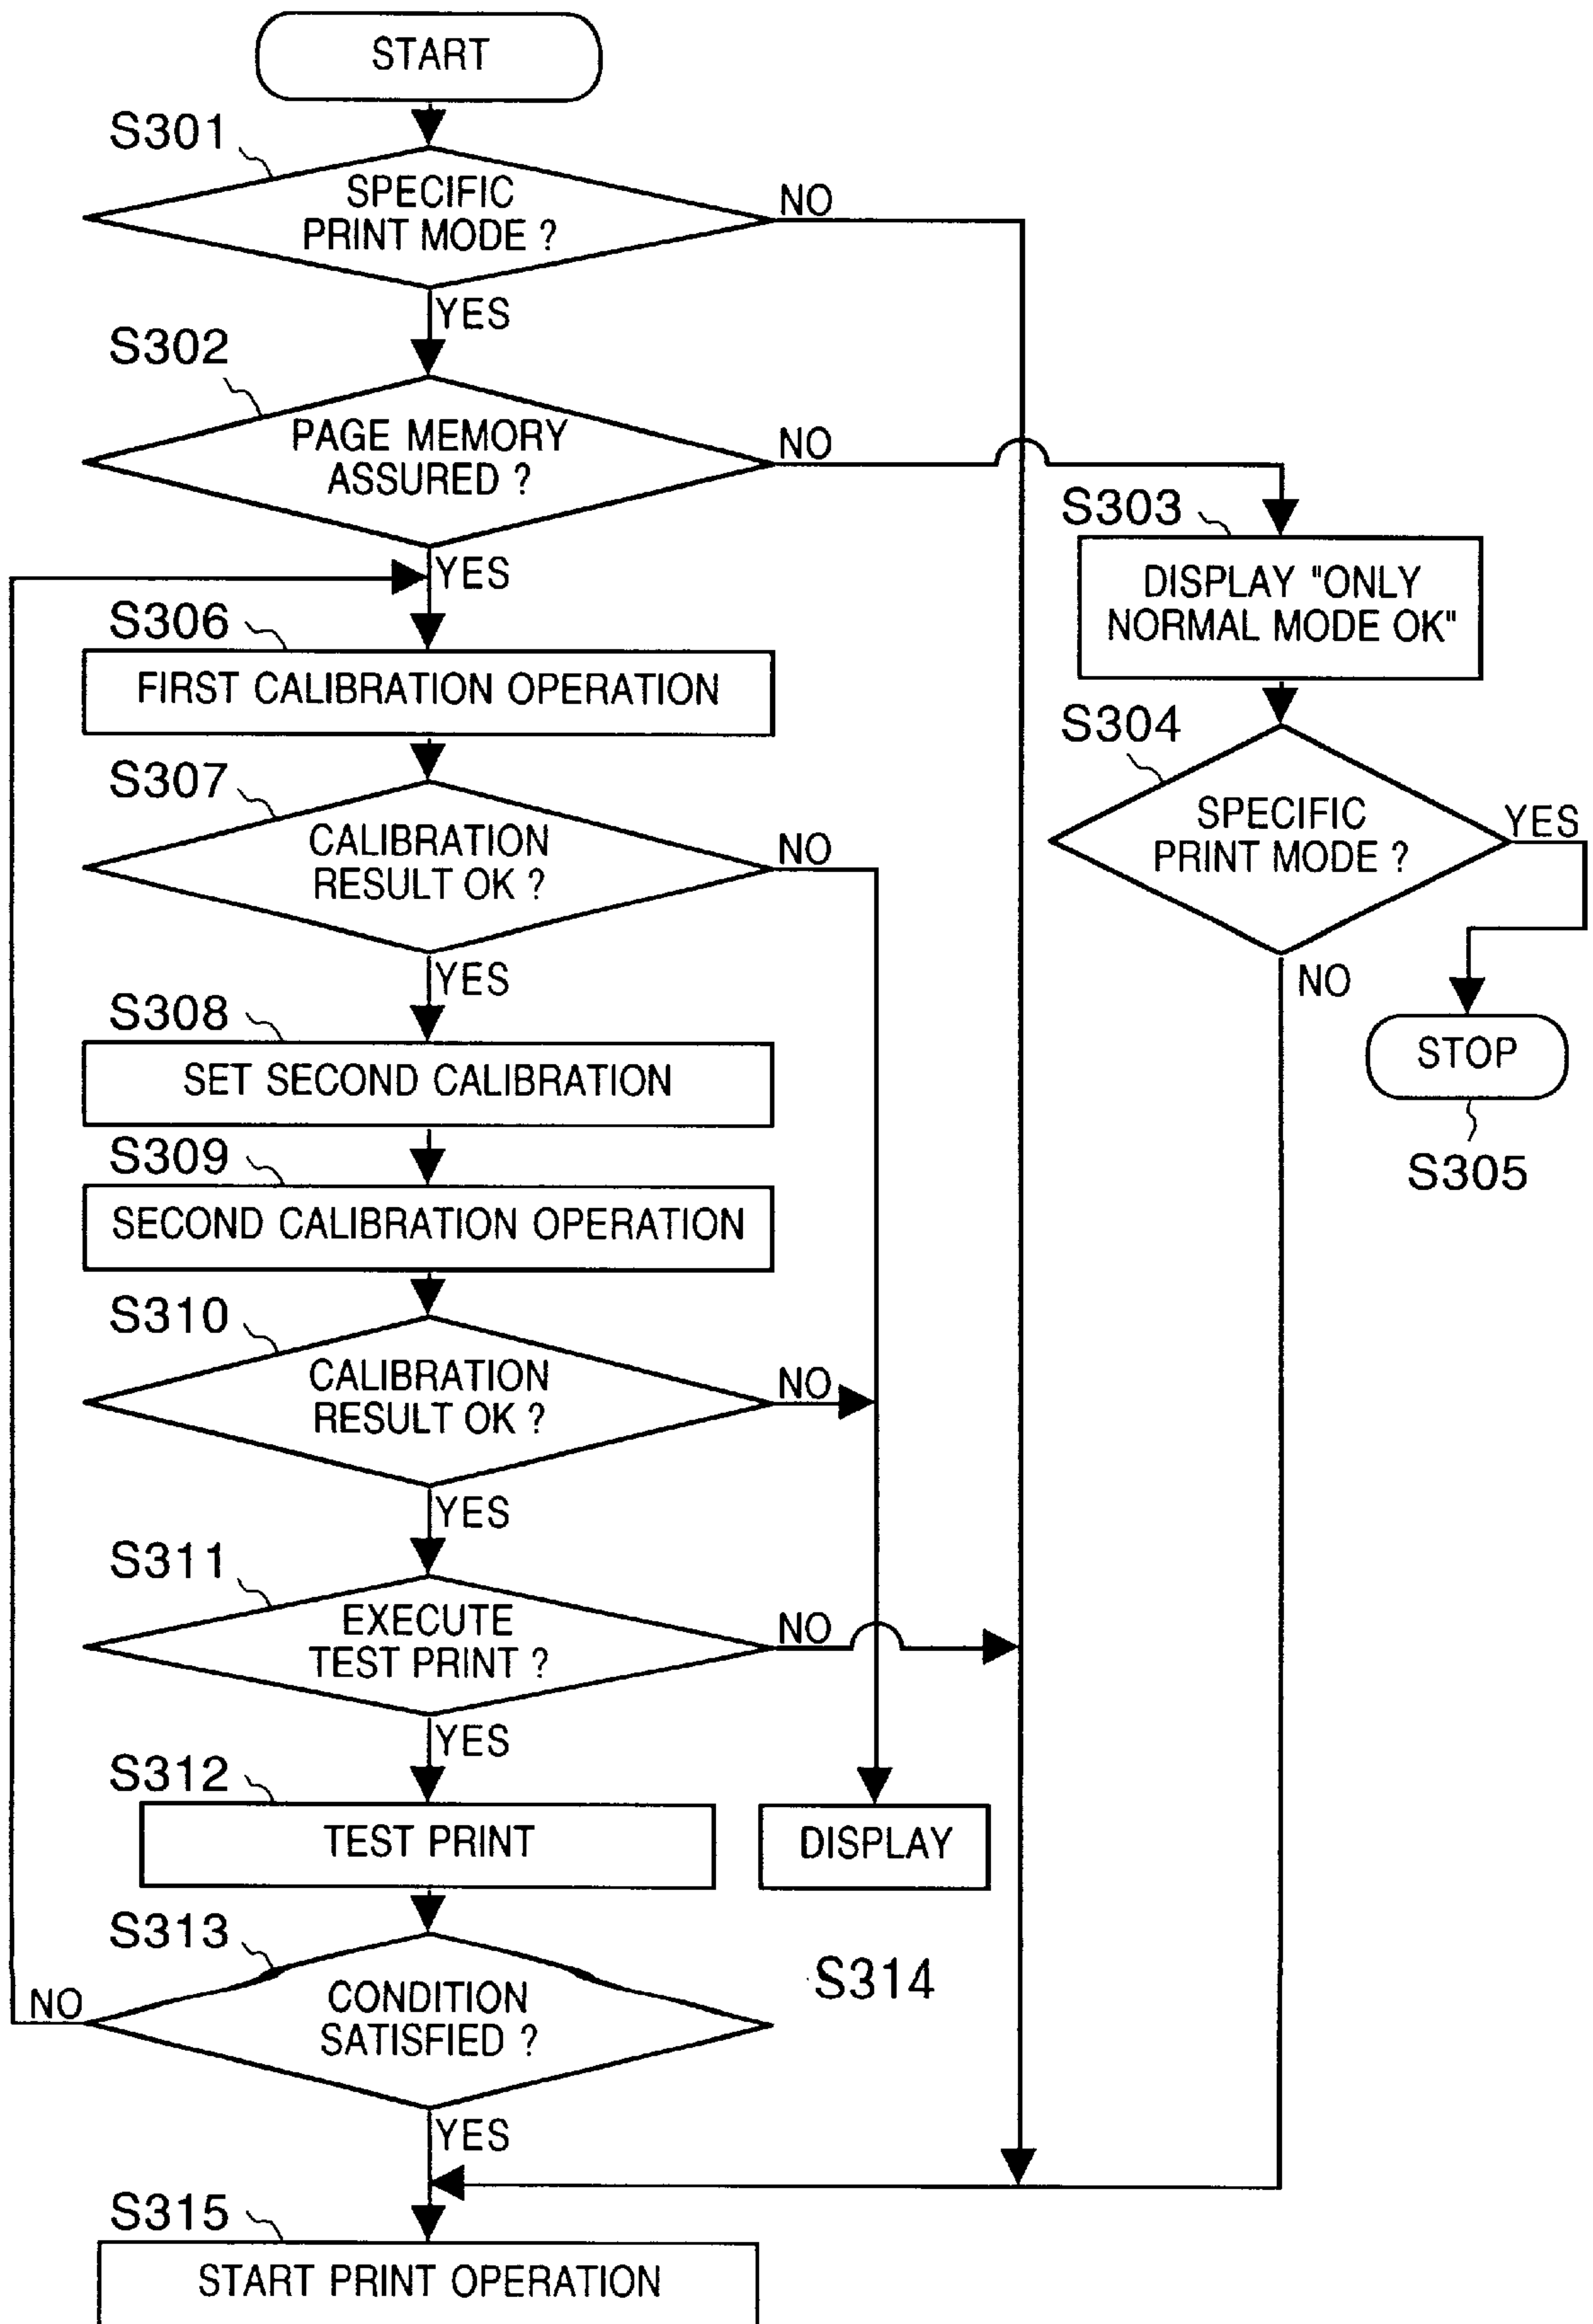 START
S301
SPECIFIC
PRINT MODE ?
NO
YES
S302
PAGE MEMORY
ASSURED ?
NO
YES
S303
DISPLAY "ONLY
NORMAL MODE OK"
S304
SPECIFIC
PRINT MODE ?
YES
NO
STOP
S305
S306
FIRST CALIBRATION OPERATION
S307
CALIBRATION
RESULT OK ?
NO
YES
S308
SET SECOND CALIBRATION
S309
SECOND CALIBRATION OPERATION
S310
CALIBRATION
RESULT OK ?
NO
YES
S311
EXECUTE
TEST PRINT ?
NO
YES
S312
TEST PRINT
DISPLAY
S314
S313
CONDITION
SATISFIED ?
NO
YES
S315
START PRINT OPERATION